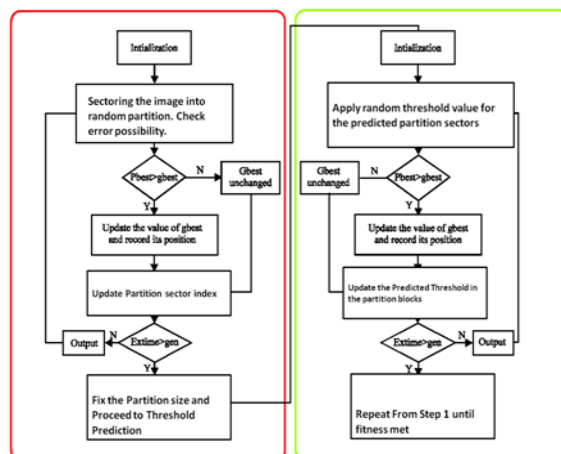 Intialization
Sectoring the image into
random partition. Check
error possibility.
Pbest>gbest
N
Gbest
unchanged
Y
Update the value of gbest
and record its position
Update Partition sector index
Extime>gen
N
Output
Y
Fix the Partition size and
Proceed to Threshold
Prediction
Intialization
Apply random threshold value for
the predicted partition sectors
Pbest>gbest
N
Gbest
unchanged
Y
Update the value of gbest
and record its position
Update the Predicted Threshold in
the partition blocks
Extime>gen
N
Output
Y
Repeat From Step 1 until
fitness met